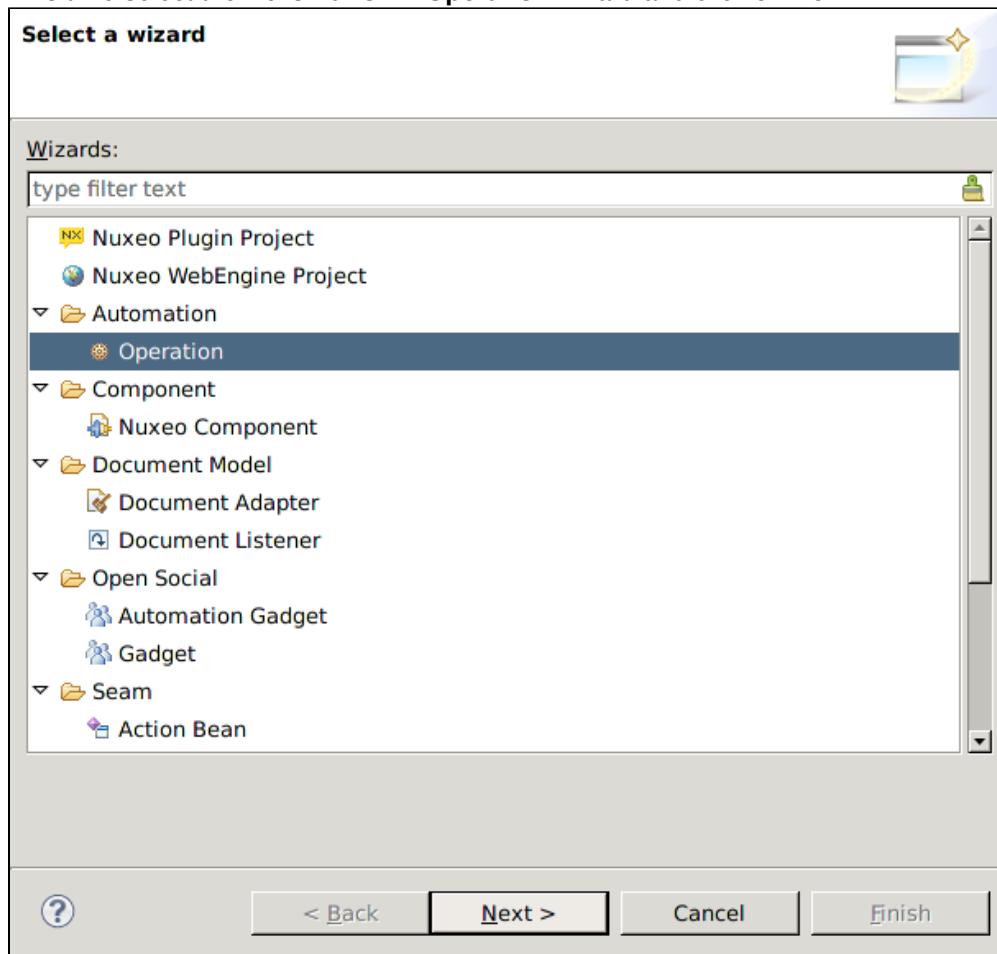 Select a wizard
Wizards:
type filter text
NX Nuxeo Plugin Project
Nuxeo WebEngine Project
Automation
Operation
Component
Nuxeo Component
Document Model
Document Adapter
Document Listener
Open Social
Automation Gadget
Gadget
Seam
Action Bean
? < Back Next > Cancel Finish